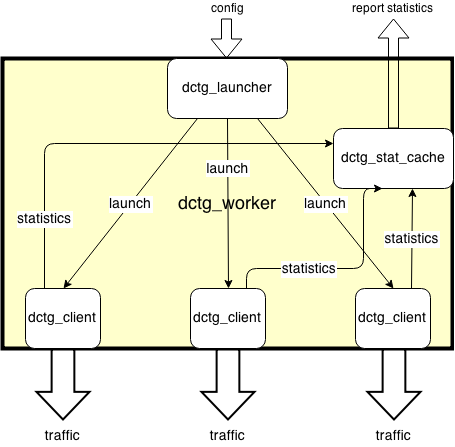 config
report statistics
dctg_launcher
dctg_stat_cache
launch
launch
launch
dctg_worker
statistics
statistics
statistics
dctg_client
dctg_client
dctg_client
traffic
traffic
traffic